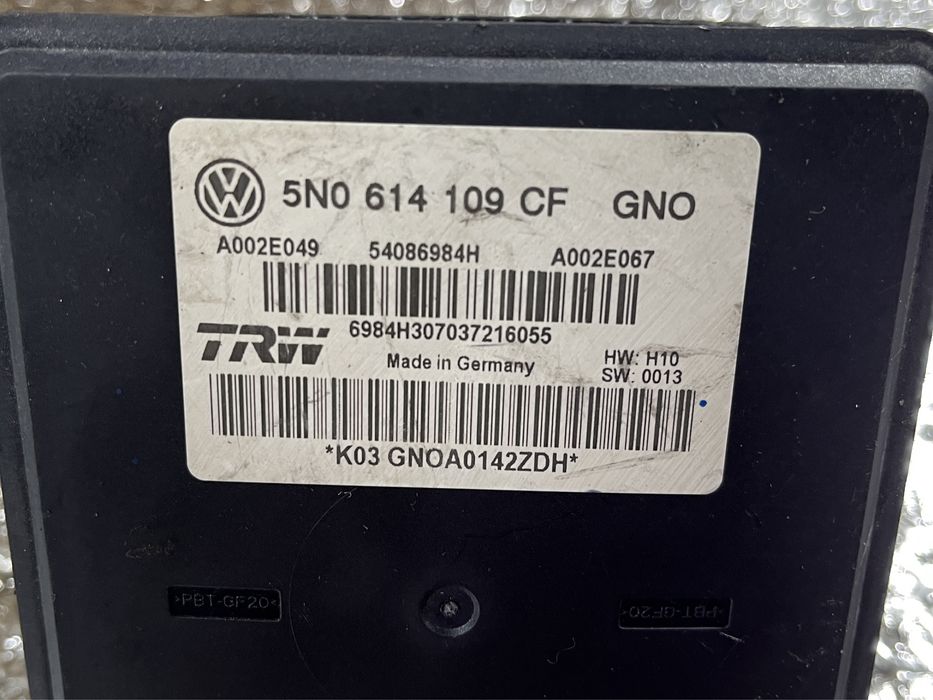 5N0 614 109 CF GNO
A002E049 54086984H A002E067
TRW 6984H307037216055
Made in Germany HW: H10
SW: 0013
*K03 GNOA0142ZDH*
>PBT-GF20< >PBT-GF20<